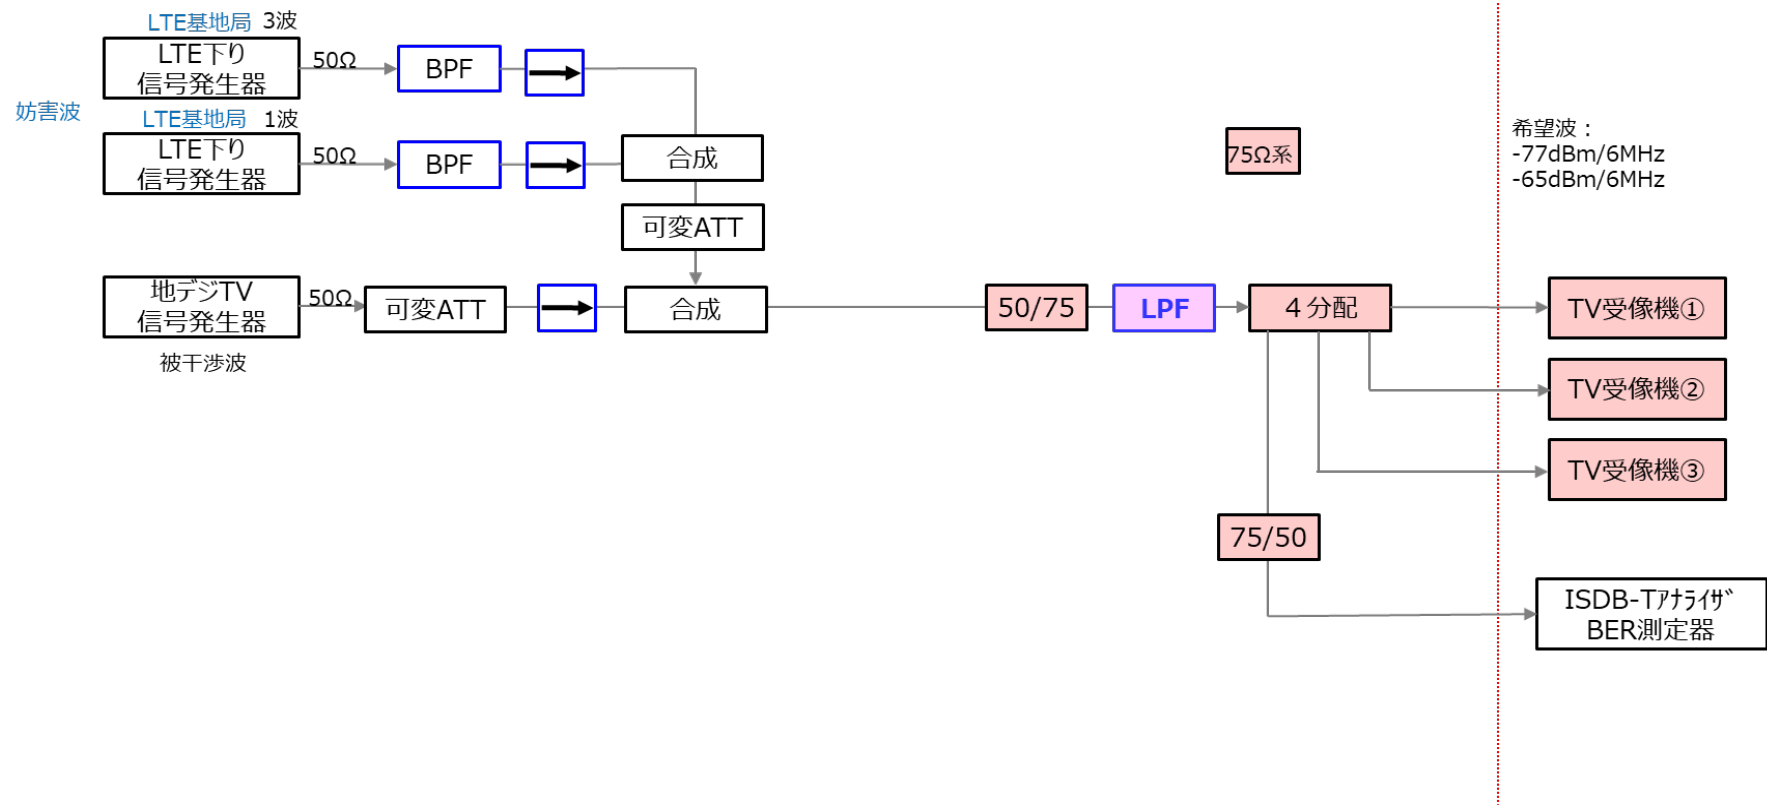 LTE基地局 3波
LTE下り
信号発生器
50Ω
BPF
妨害波
LTE基地局 1波
LTE下り
信号発生器
50Ω
BPF
合成
75Ω系
希望波：
-77dBm/6MHz
-65dBm/6MHz
可変ATT
地デジTV
信号発生器
50Ω
可変ATT
合成
50/75
LPF
４分配
TV受像機①
被干渉波
TV受像機②
TV受像機③
75/50
ISDB-Tｱﾅﾗｲｻﾞ
BER測定器